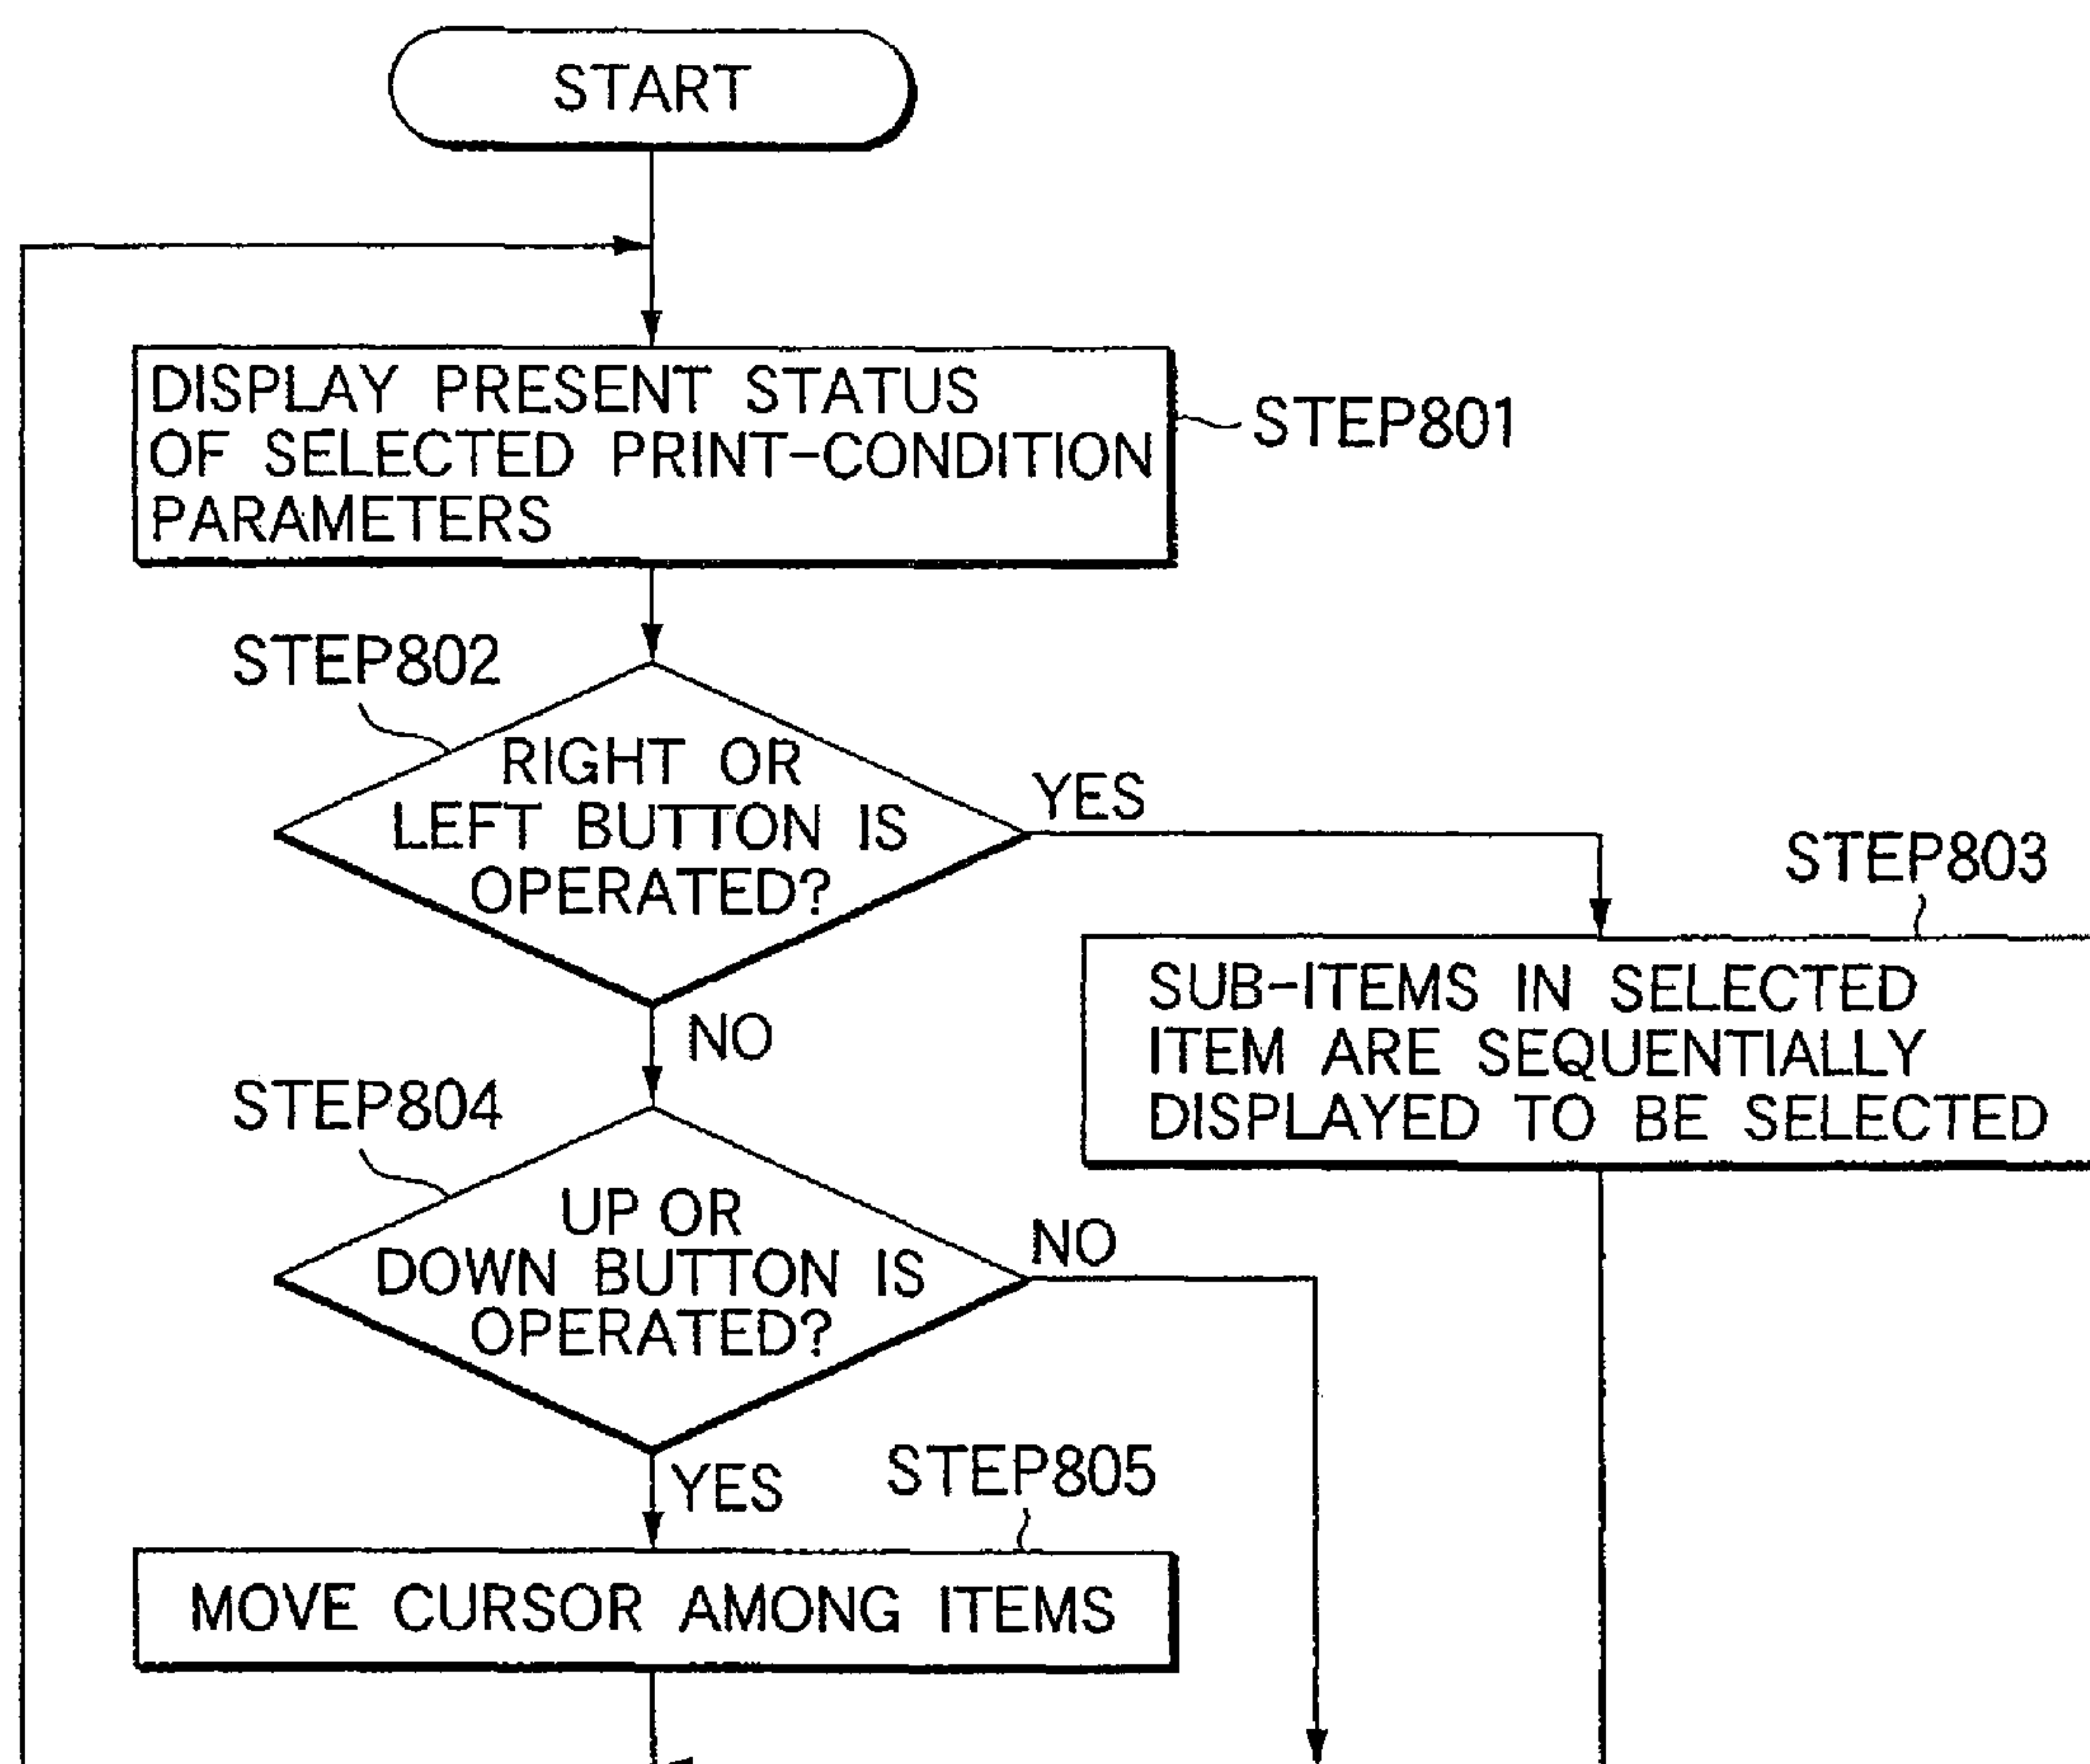 START
DISPLAY PRESENT STATUS
OF SELECTED PRINT-CONDITION
PARAMETERS
STEP801
STEP802
RIGHT OR
LEFT BUTTON IS
OPERATED?
YES
NO
STEP803
SUB-ITEMS IN SELECTED
ITEM ARE SEQUENTIALLY
DISPLAYED TO BE SELECTED
STEP804
UP OR
DOWN BUTTON IS
OPERATED?
NO
YES
STEP805
MOVE CURSOR AMONG ITEMS